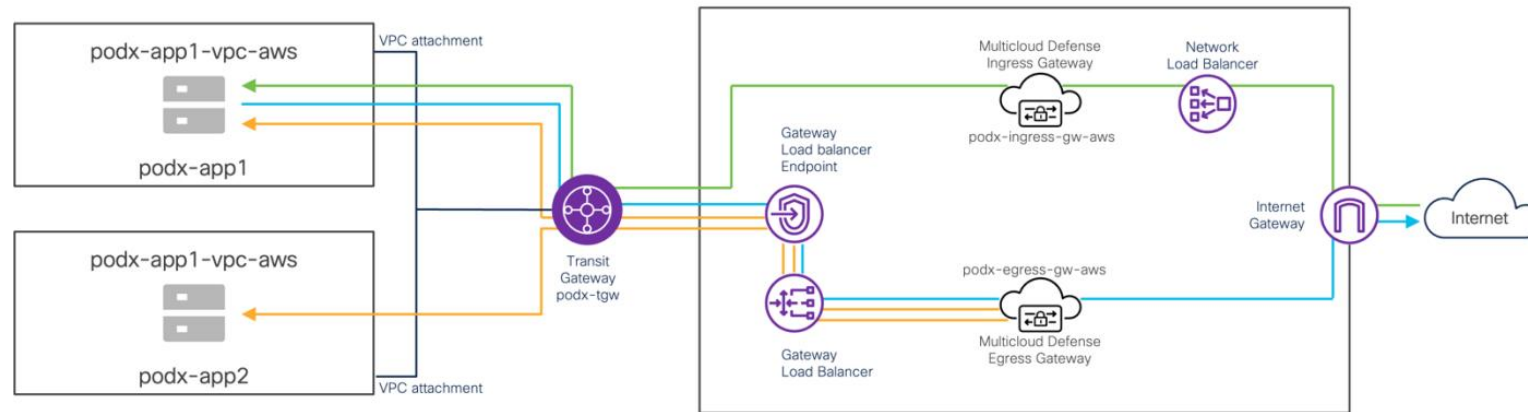 podx-app1-vpc-aws
podx-app1
VPC attachment
podx-app1-vpc-aws
podx-app2
VPC attachment
Transit
Gateway
podx-tgw
Gateway
Load balancer
Endpoint
Gateway
Load Balancer
Multicloud Defense
Ingress Gateway
podx-ingress-gw-aws
Network
Load Balancer
podx-egress-gw-aws
Multicloud Defense
Egress Gateway
Internet
Gateway
Internet